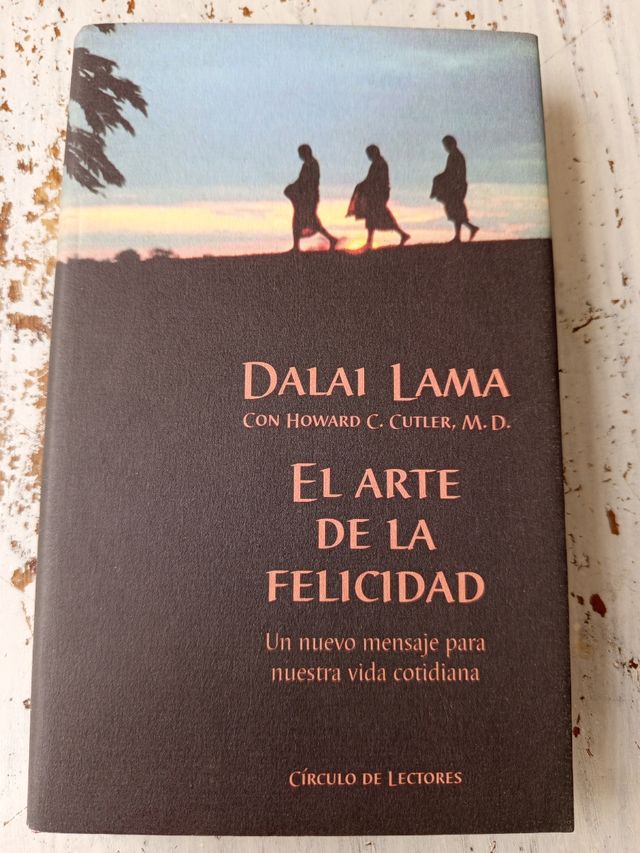 DALAI LAMA
CON HOWARD C. CUTLER, M.D.
EL ARTE
DE LA
FELICIDAD
Un nuevo mensaje para
nuestra vida cotidiana
CÍRCULO DE LECTORES